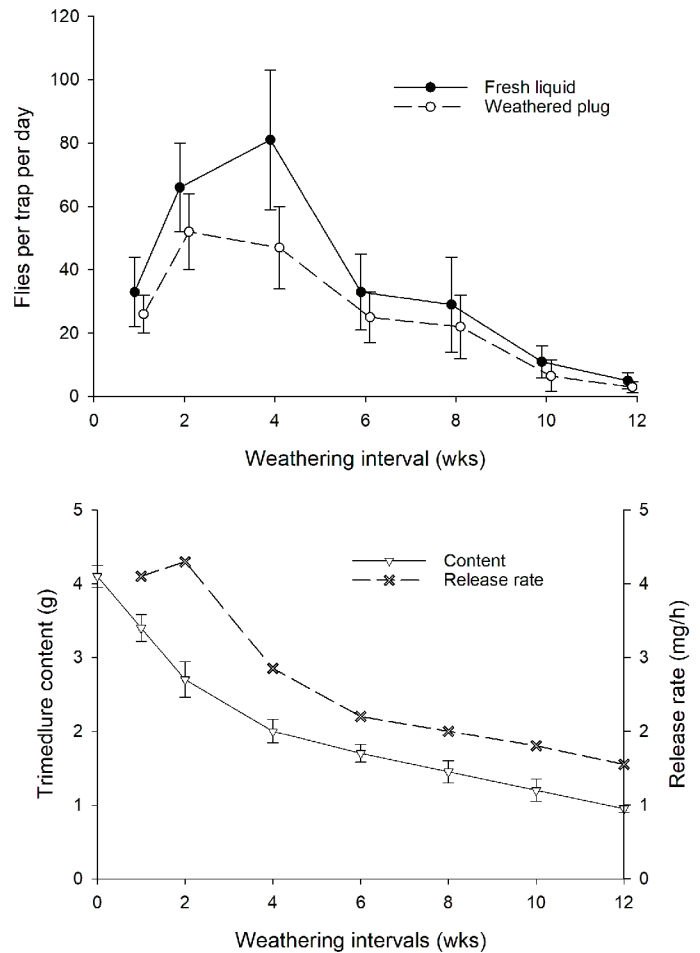 120
100
80
60
40
20
0
Flies per trap per day
Fresh liquid
Weathered plug
0 2 4 6 8 10 12
Weathering interval (wks)
5 5
4 4
3 3
2 2
1 1
0 0
Trimedlure content (g)
Content
Release rate
Release rate (mg/h)
0 2 4 6 8 10 12
Weathering intervals (wks)